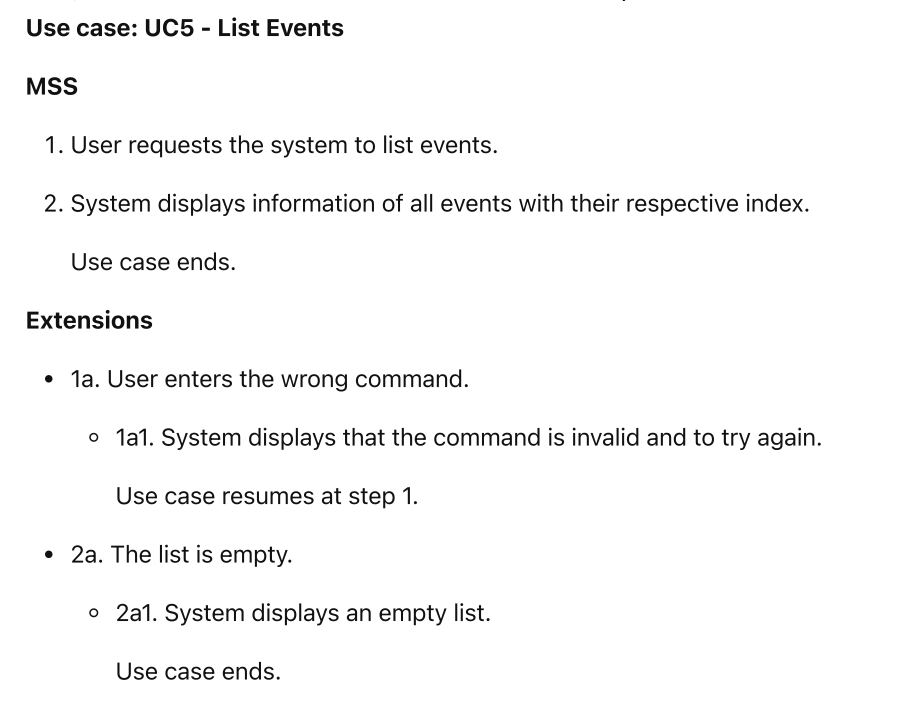 Use case: UC5 - List Events
MSS
1. User requests the system to list events.
2. System displays information of all events with their respective index.
Use case ends.
Extensions
• 1a. User enters the wrong command.
◦ 1a1. System displays that the command is invalid and to try again.
Use case resumes at step 1.
• 2a. The list is empty.
◦ 2a1. System displays an empty list.
Use case ends.